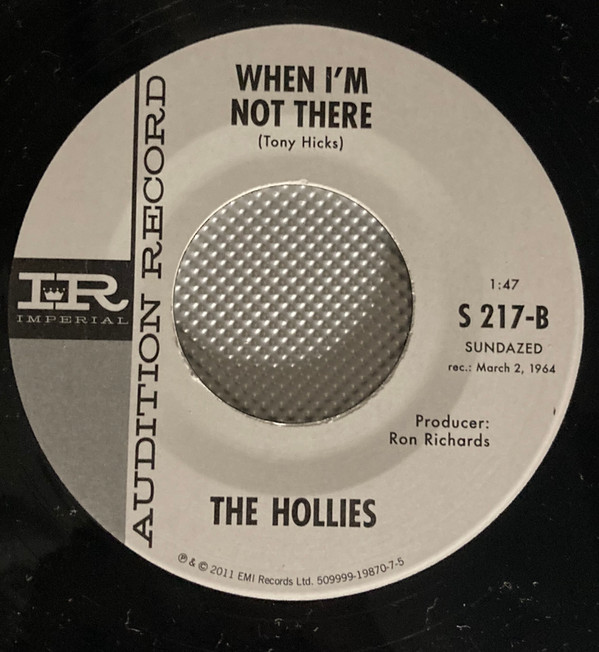 WHEN I'M
NOT THERE
(Tony Hicks)
AUDITION RECORD
IR
IMPERIAL
1:47
S 217-B
SUNDAZED
rec.: March 2, 1964
Producer:
Ron Richards
THE HOLLIES
℗ & © 2011 EMI Records Ltd. 509999-19870-7-5